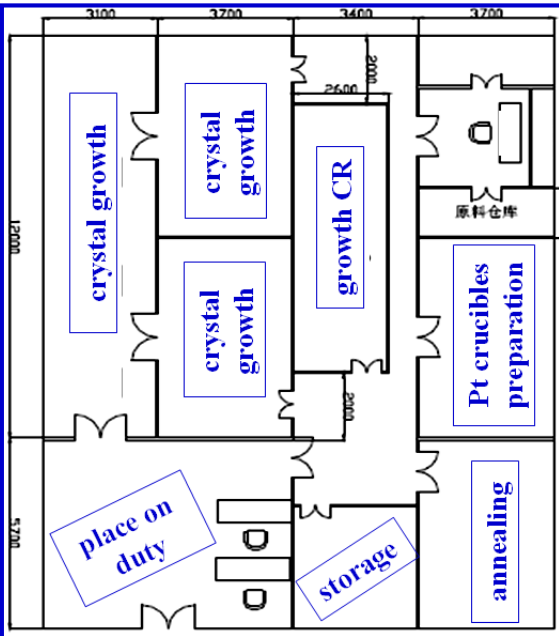 3100
3700
3400
3700
2000
2600
12000
crystal growth
crystal
growth
growth CR
原料仓库
crystal
growth
Pt crucibles
preparation
2000
5700
place on
duty
storage
annealing